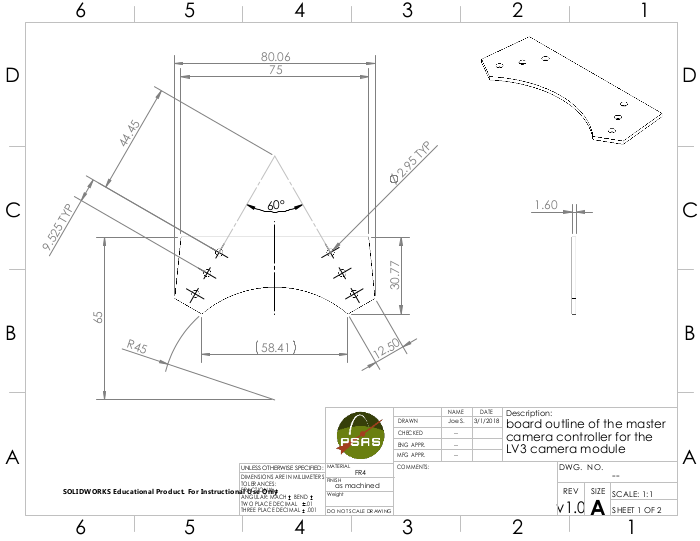 6 5 4 3 2 1
80.06
75
D D
44.45
Ø2.95 TYP
60°
C C
9.525 TYP
1.60
30.77
65
B B
R45
(58.41)
12.50
NAME DATE
DRAWN Joe S. 3/1/2018
CHECKED --
ENG APPR. --
MFG APPR. --
Description:
board outline of the master
camera controller for the
LV3 camera module
PSAS
A A
UNLESS OTHERWISE SPECIFIED:
DIMENSIONS ARE IN MILLIMETERS
TOLERANCES:
ANGULAR: MACH ± BEND ±
TWO PLACE DECIMAL ±.01
THREE PLACE DECIMAL ±.001
MATERIAL
FR4
FINISH
as machined
Weight
DO NOT SCALE DRAWING
COMMENTS:
DWG. NO.
--
REV
v1.0
SIZE
A
SCALE: 1:1
SHEET 1 OF 2
SOLIDWORKS Educational Product. For Instructional Use Only
6 5 4 3 2 1